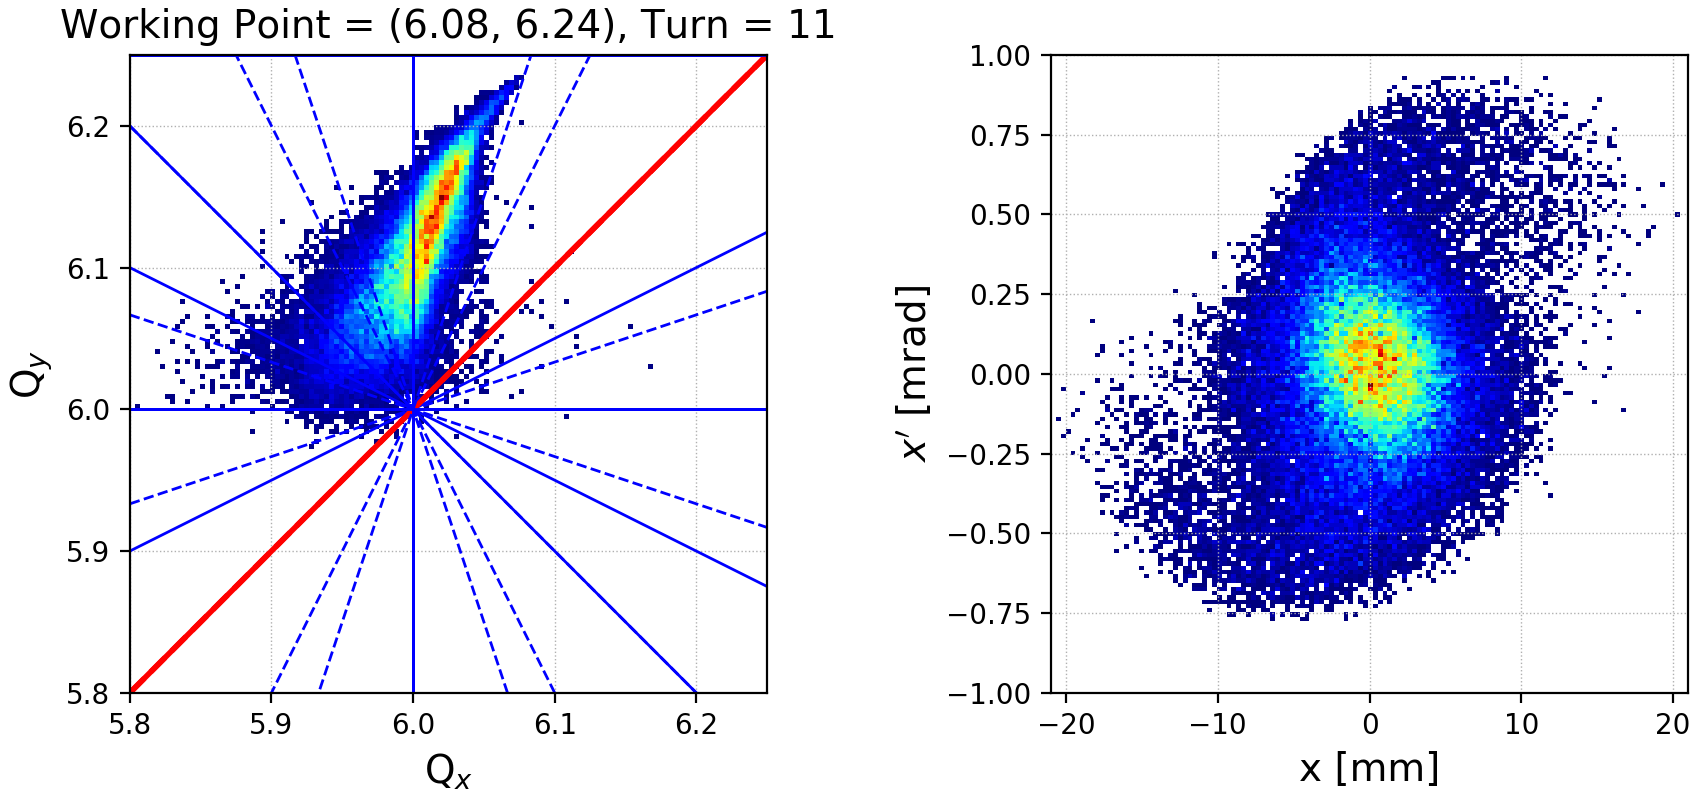 Working Point = (6.08, 6.24), Turn = 11
6.2
6.1
6.0
5.9
5.8
5.8 5.9 6.0 6.1 6.2
Qx
Qy
1.00
0.75
0.50
0.25
0.00
−0.25
−0.50
−0.75
−1.00
−20 −10 0 10 20
x [mm]
x′ [mrad]